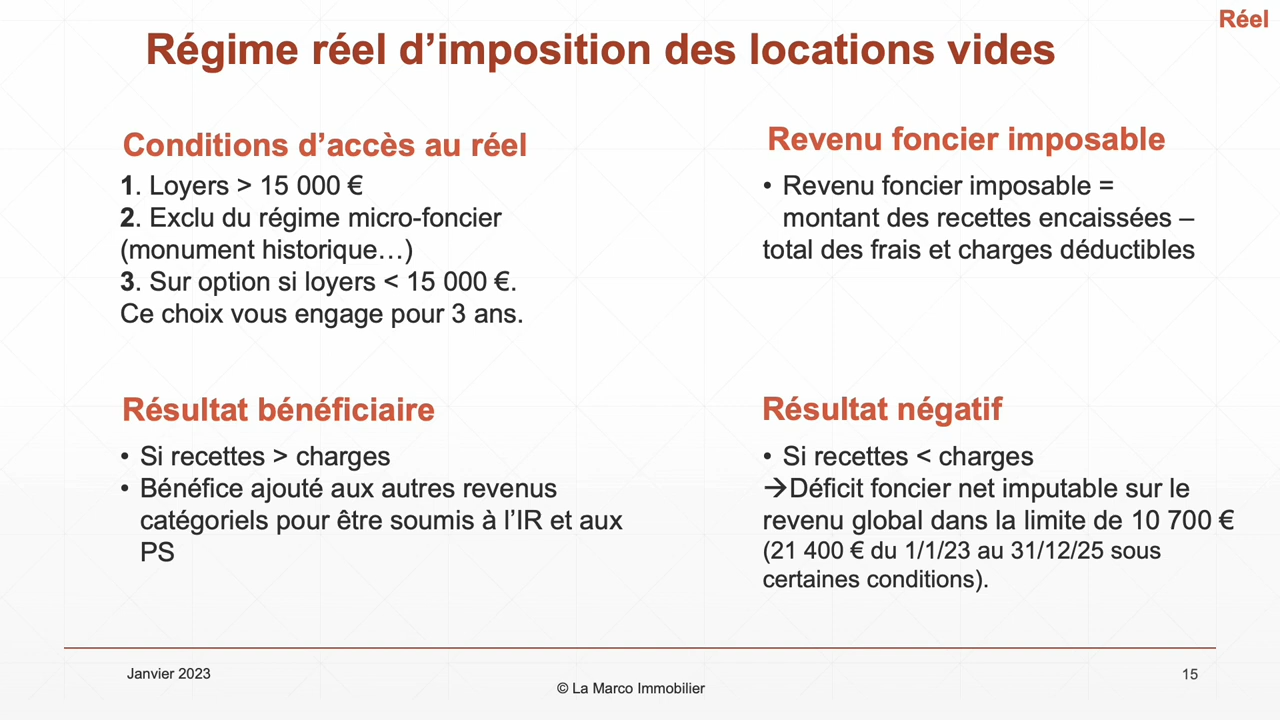 Réel
Régime réel d’imposition des locations vides
Conditions d’accès au réel
1. Loyers > 15 000 €
2. Exclu du régime micro-foncier
(monument historique…)
3. Sur option si loyers < 15 000 €.
Ce choix vous engage pour 3 ans.
Revenu foncier imposable
• Revenu foncier imposable =
montant des recettes encaissées –
total des frais et charges déductibles
Résultat bénéficiaire
• Si recettes > charges
• Bénéfice ajouté aux autres revenus
catégoriels pour être soumis à l’IR et aux
PS
Résultat négatif
• Si recettes < charges
→Déficit foncier net imputable sur le
revenu global dans la limite de 10 700 €
(21 400 € du 1/1/23 au 31/12/25 sous
certaines conditions).
Janvier 2023
© La Marco Immobilier
15